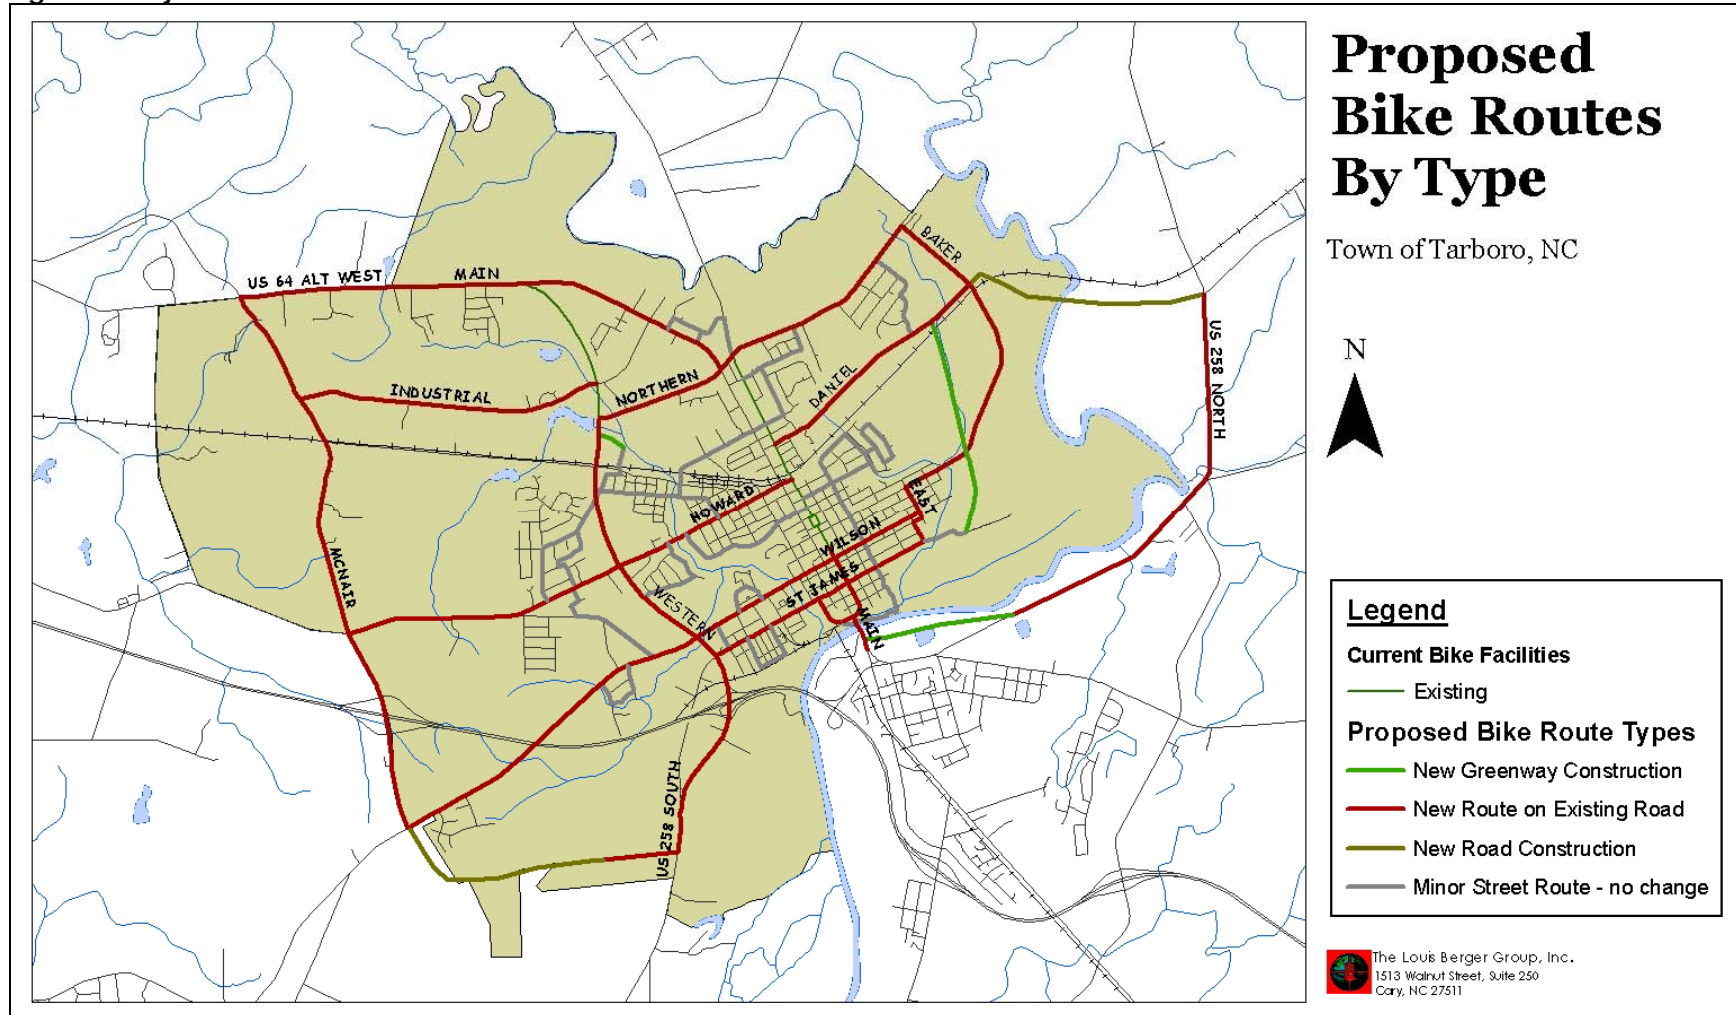 Proposed
Bike Routes
By Type
Town of Tarboro, NC
N
US 64 ALT WEST
MAIN
BAKER
INDUSTRIAL
NORTHERN
DANIEL
US 258 NORTH
HOWARD
EAST
WILSON
ST JAMES
MCNAIR
WESTERN
MAIN
US 258 SOUTH
Legend
Current Bike Facilities
Existing
Proposed Bike Route Types
New Greenway Construction
New Route on Existing Road
New Road Construction
Minor Street Route - no change
The Louis Berger Group, Inc.
1513 Walnut Street, Suite 250
Cary, NC 27511